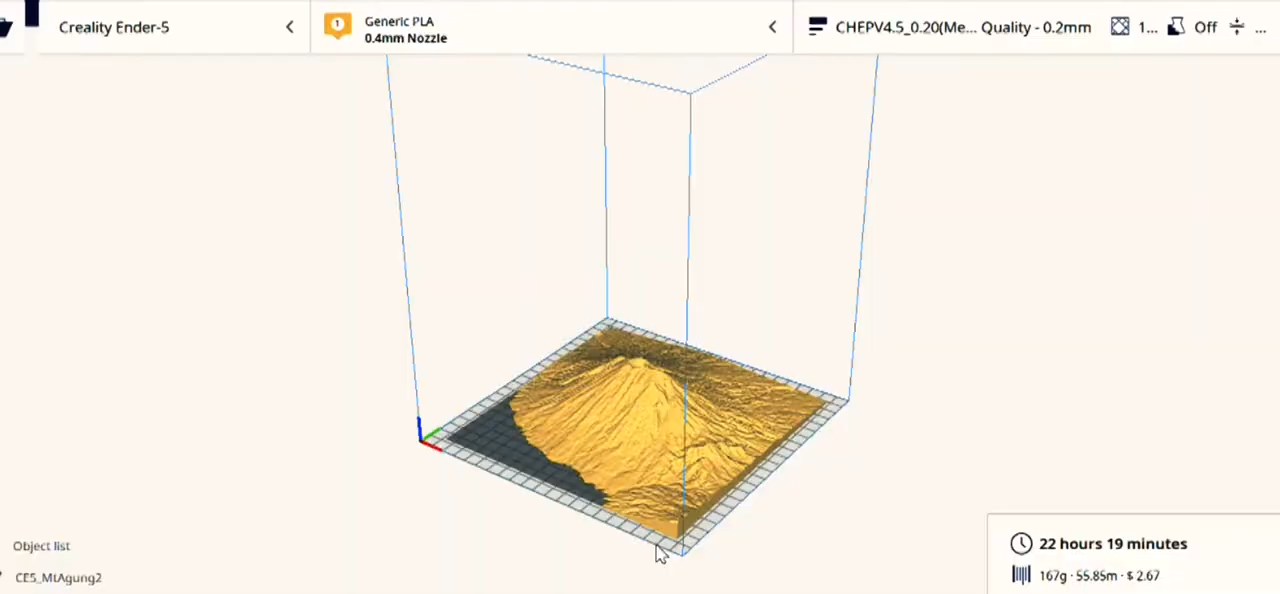 Creality Ender-5
1
Generic PLA
0.4mm Nozzle
CHEPV4.5_0.20(Me... Quality - 0.2mm
1...
Off
...
Object list
CE5_MtAgung2
22 hours 19 minutes
167g · 55.85m · $ 2.67